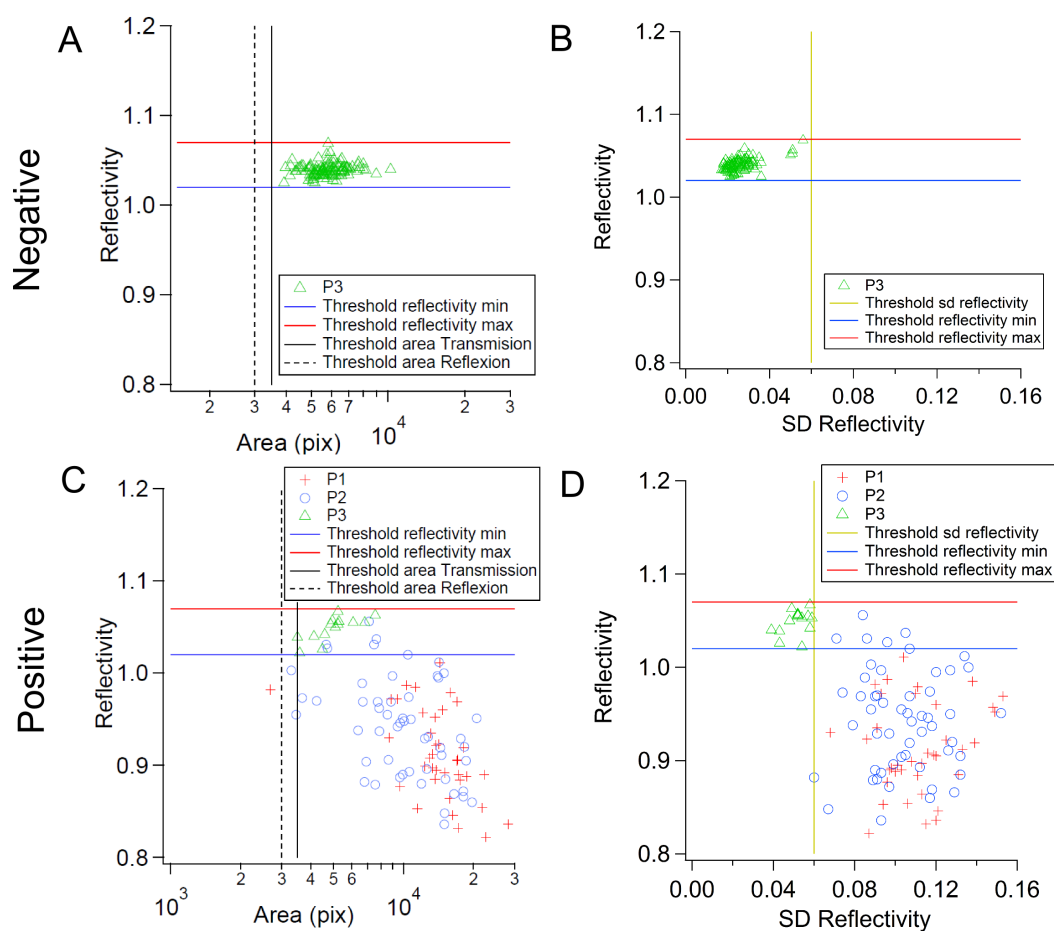 A
B
Negative
1.2
1.1
1.0
0.9
0.8
Reflectivity
P3
Threshold reflectivity min
Threshold reflectivity max
Threshold area Transmision
Threshold area Reflexion
2 3 4 5 6 7 10⁴ 2 3
Area (pix)
1.2
1.1
1.0
0.9
0.8
Reflectivity
P3
Threshold sd reflectivity
Threshold reflectivity min
Threshold reflectivity max
0.00 0.04 0.08 0.12 0.16
SD Reflectivity
C
D
Positive
1.2
1.1
1.0
0.9
0.8
Reflectivity
P1
P2
P3
Threshold reflectivity min
Threshold reflectivity max
Threshold area Transmission
Threshold area Reflexion
10³ 2 3 4 5 6 10⁴ 2 3
Area (pix)
1.2
1.1
1.0
0.9
0.8
Reflectivity
P1
P2
P3
Threshold sd reflectivity
Threshold reflectivity min
Threshold reflectivity max
0.00 0.04 0.08 0.12 0.16
SD Reflectivity